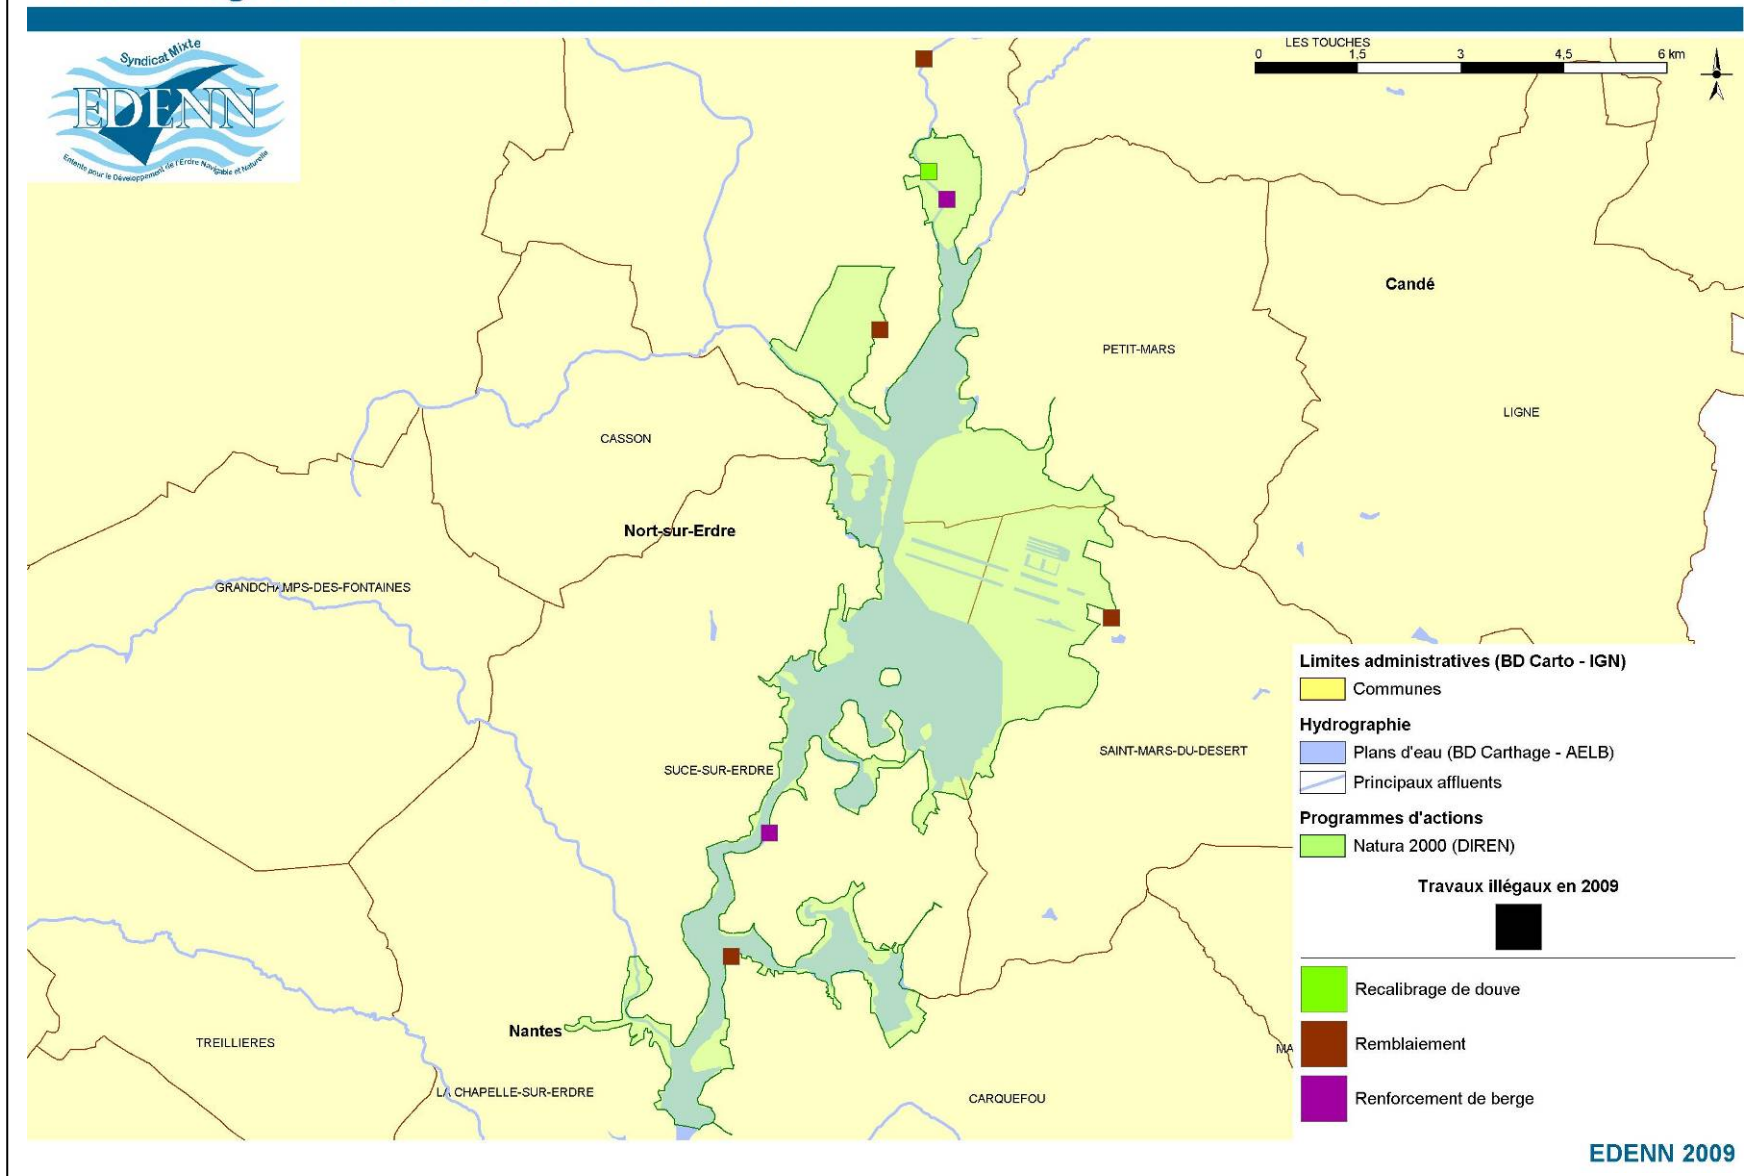 Syndicat Mixte
EDENN
Entente pour le Développement de l'Erdre Navigable et Naturelle
LES TOUCHES
0 1,5 3 4,5 6 km
Candé
PETIT-MARS
LIGNE
CASSON
Nort-sur-Erdre
GRANDCHAMPS-DES-FONTAINES
SUCE-SUR-ERDRE
SAINT-MARS-DU-DESERT
Nantes
TREILLIERES
LA CHAPELLE-SUR-ERDRE
CARQUEFOU
MA
Limites administratives (BD Carto - IGN)
Communes
Hydrographie
Plans d'eau (BD Carthage - AELB)
Principaux affluents
Programmes d'actions
Natura 2000 (DIREN)
Travaux illégaux en 2009
Recalibrage de douve
Remblaiement
Renforcement de berge
EDENN 2009